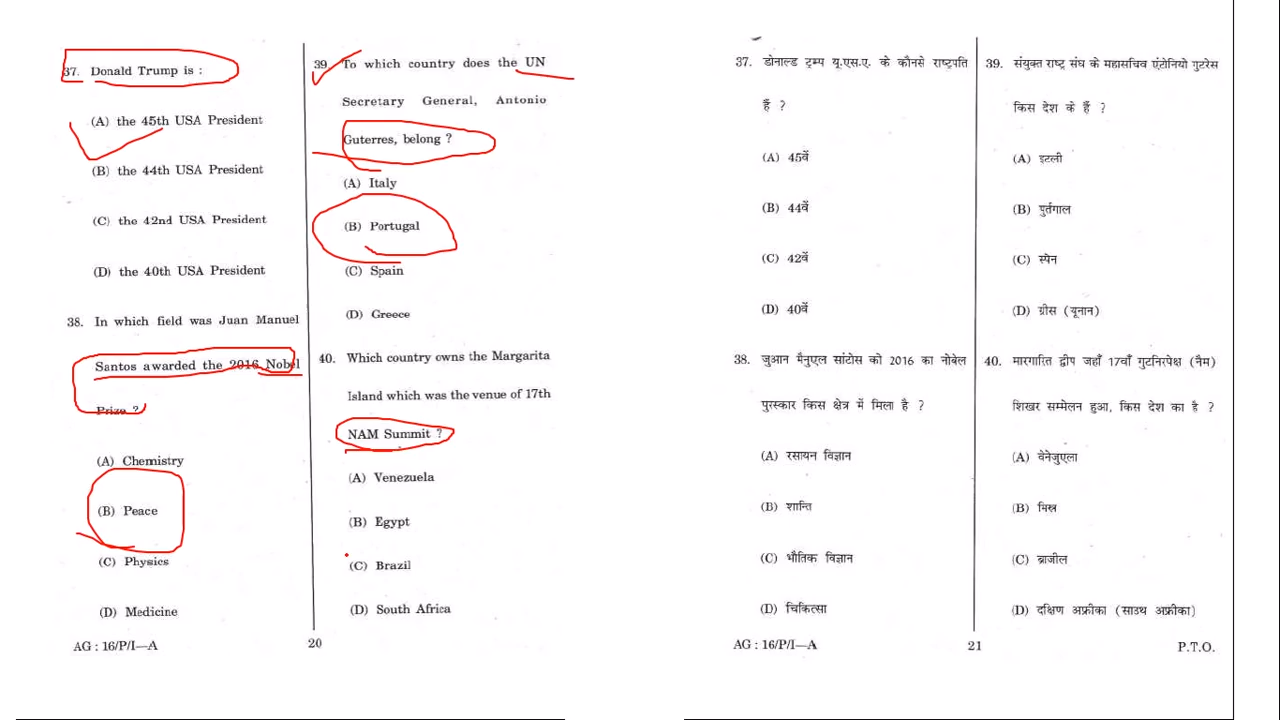 37. Donald Trump is :
(A) the 45th USA President
(B) the 44th USA President
(C) the 42nd USA President
(D) the 40th USA President
38. In which field was Juan Manuel
Santos awarded the 2016 Nobel
Prize ?
(A) Chemistry
(B) Peace
(C) Physics
(D) Medicine
AG : 16/P/I—A
39. To which country does the UN
Secretary General, Antonio
Guterres, belong ?
(A) Italy
(B) Portugal
(C) Spain
(D) Greece
40. Which country owns the Margarita
Island which was the venue of 17th
NAM Summit ?
(A) Venezuela
(B) Egypt
(C) Brazil
(D) South Africa
20
37. डोनाल्ड ट्रम्प यू.एस.ए. के कौनसे राष्ट्रपति
हैं ?
(A) 45वें
(B) 44वें
(C) 42वें
(D) 40वें
38. जुआन मैनुएल सांटोस को 2016 का नोबेल
पुरस्कार किस क्षेत्र में मिला है ?
(A) रसायन विज्ञान
(B) शान्ति
(C) भौतिक विज्ञान
(D) चिकित्सा
AG : 16/P/I—A
21
39. संयुक्त राष्ट्र संघ के महासचिव एंटोनियो गुटरेस
किस देश के हैं ?
(A) इटली
(B) पुर्तगाल
(C) स्पेन
(D) ग्रीस (यूनान)
40. मारगारित द्वीप जहाँ 17वाँ गुटनिरपेक्ष (नैम)
शिखर सम्मेलन हुआ, किस देश का है ?
(A) वेनेजुएला
(B) मिस्र
(C) ब्राजील
(D) दक्षिण अफ्रीका (साउथ अफ्रीका)
P.T.O.